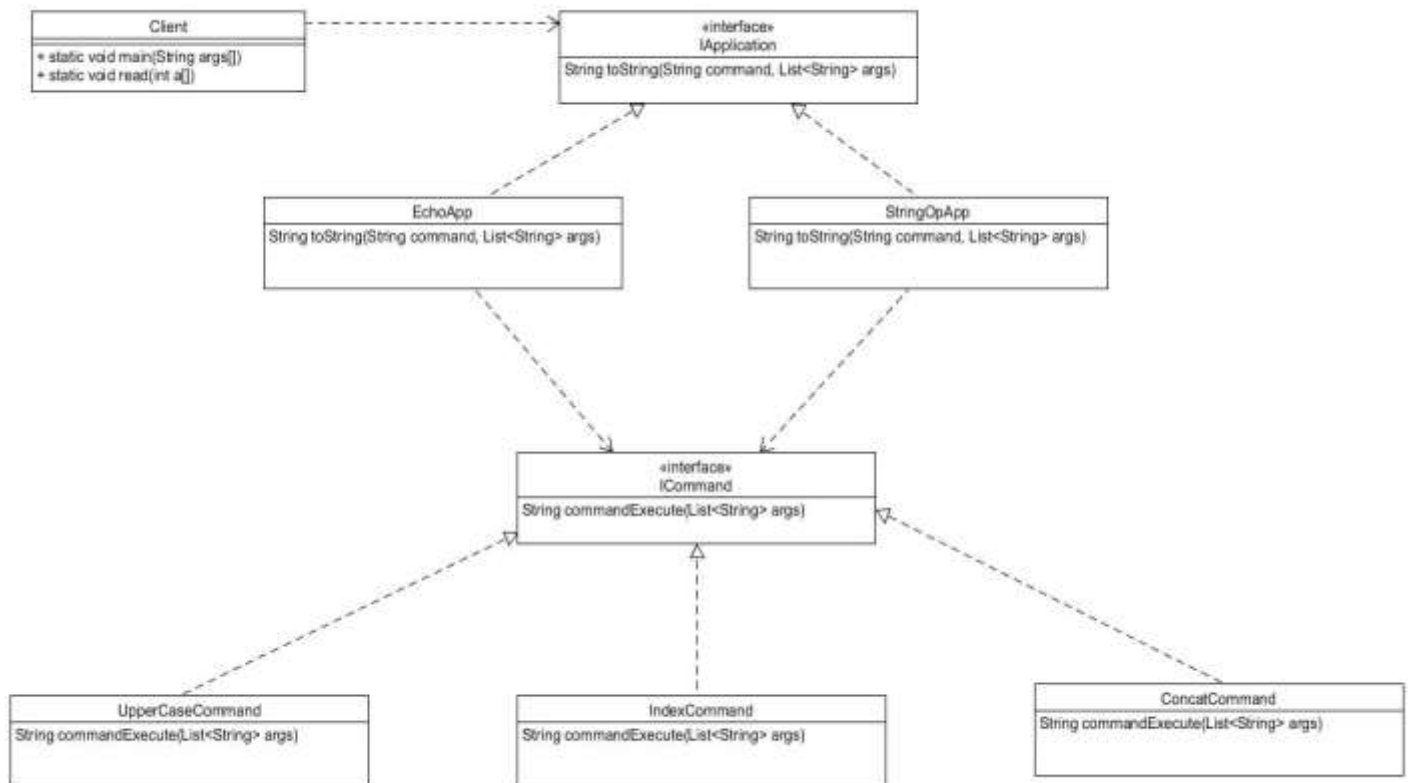 Client
+ static void main(String args[])
+ static void read(int a[])
«interface»
IApplication
String toString(String command, List<String> args)
EchoApp
String toString(String command, List<String> args)
StringOpApp
String toString(String command, List<String> args)
«interface»
ICommand
String commandExecute(List<String> args)
UpperCaseCommand
String commandExecute(List<String> args)
IndexCommand
String commandExecute(List<String> args)
ConcatCommand
String commandExecute(List<String> args)